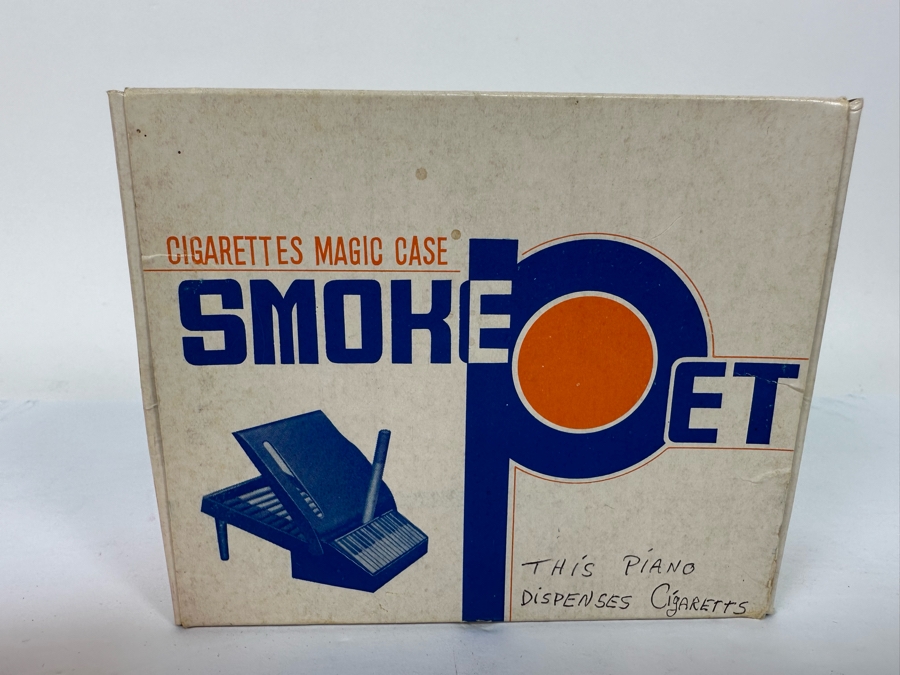 CIGARETTES MAGIC CASE
SMOKE PET
THIS PIANO
DISPENSES CIGARETTS